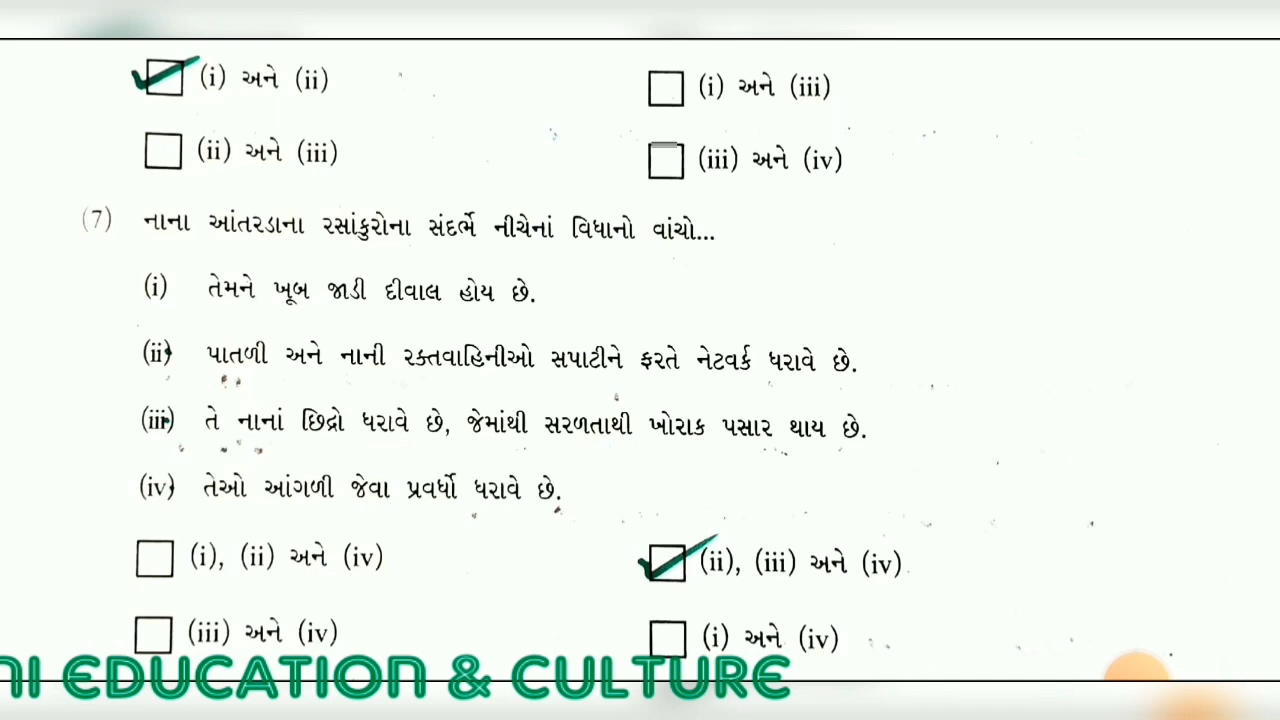 (i) અને (ii) (i) અને (iii)
(ii) અને (iii) (iii) અને (iv)
(7) નાના આંતરડાના રસાંકુરોના સંદર્ભે નીચેનાં વિધાનો વાંચો...
(i) તેમને ખૂબ જાડી દીવાલ હોય છે.
(ii) પાતળી અને નાની રક્તવાહિનીઓ સપાટીને ફરતે નેટવર્ક ધરાવે છે.
(iii) તે નાનાં છિદ્રો ધરાવે છે, જેમાંથી સરળતાથી ખોરાક પસાર થાય છે.
(iv) તેઓ આંગળી જેવા પ્રવર્ધો ધરાવે છે.
(i), (ii) અને (iv) (ii), (iii) અને (iv)
(iii) અને (iv) (i) અને (iv)
EDUCATION & CULTURE